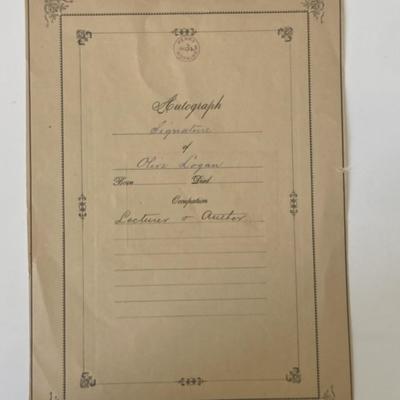 Autograph
Signature
of
Olive Logan
Born Died
Occupation
Lecturer & Author